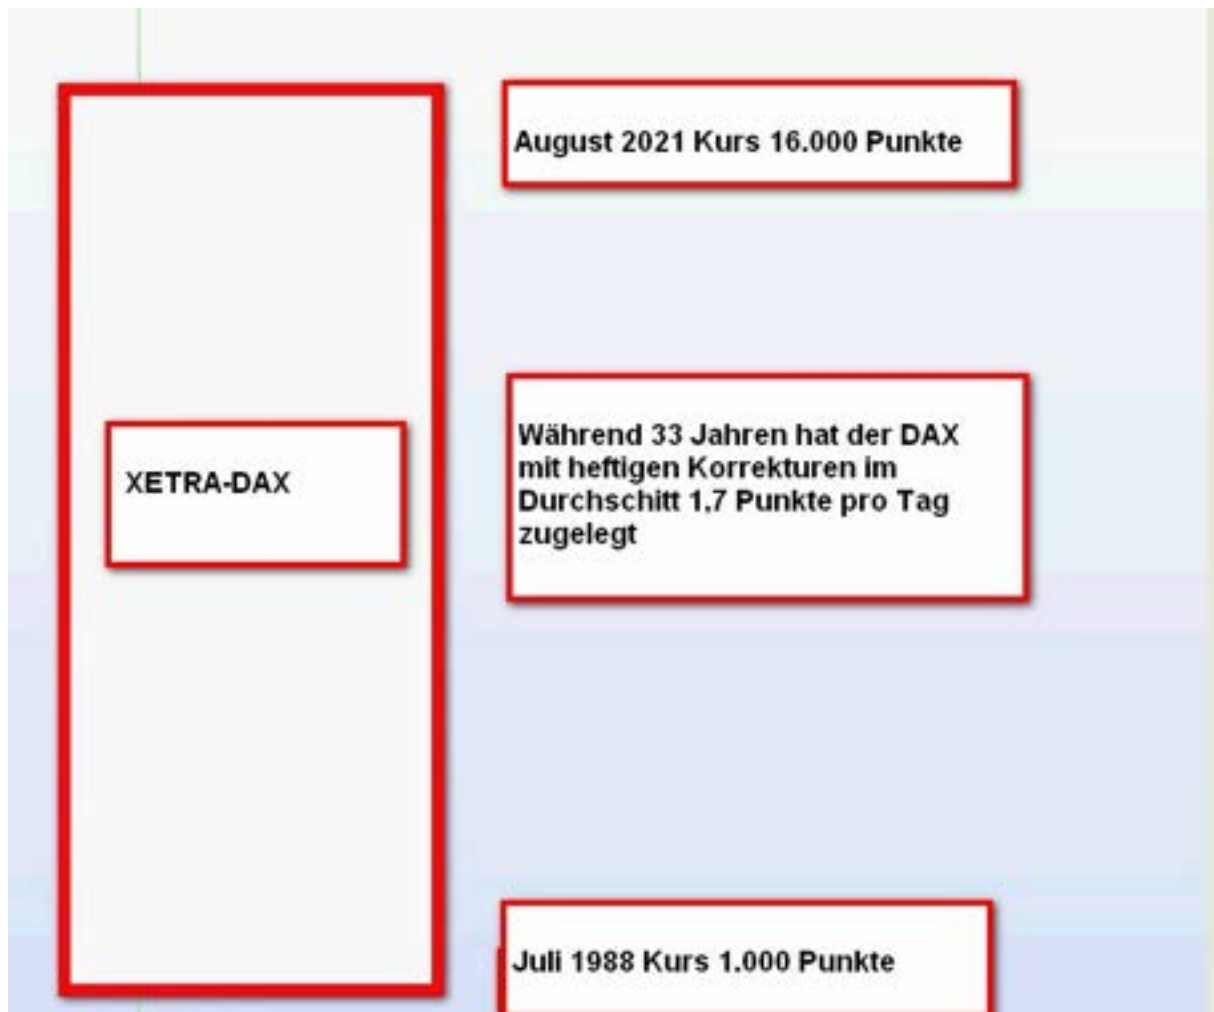 August 2021 Kurs 16.000 Punkte
XETRA-DAX
Während 33 Jahren hat der DAX
mit heftigen Korrekturen im
Durchschitt 1,7 Punkte pro Tag
zugelegt
Juli 1988 Kurs 1.000 Punkte